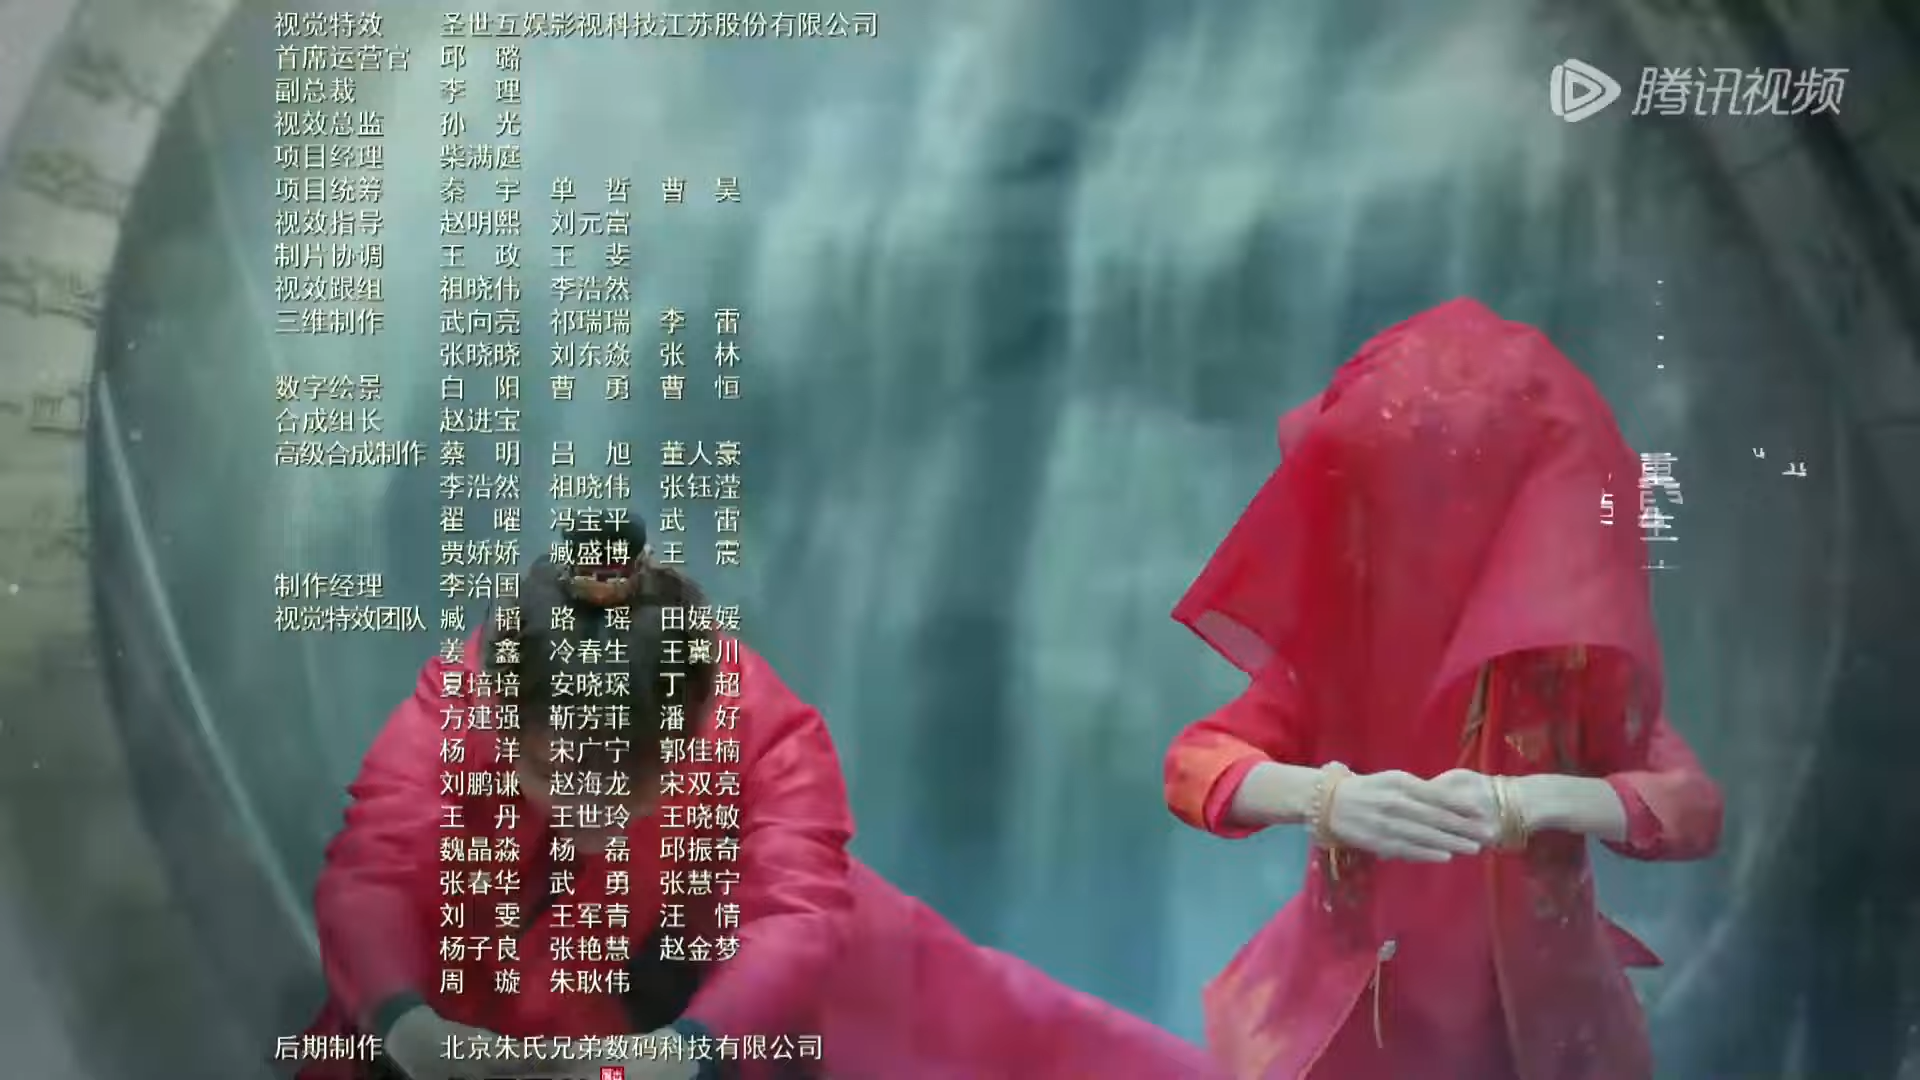 视觉特效 圣世互娱影视科技江苏股份有限公司
首席运营官 邱 璐
副总裁 李 理
视效总监 孙 光
项目经理 柴满庭
项目统筹 秦 宇 单 哲 曹 昊
视效指导 赵明熙 刘元富
制片协调 王 政 王 斐
视效跟组 祖晓伟 李浩然
三维制作 武向亮 祁瑞瑞 李 雷
张晓晓 刘东焱 张 林
数字绘景 白 阳 曹 勇 曹 恒
合成组长 赵进宝
高级合成制作 蔡 明 吕 旭 董人豪
李浩然 祖晓伟 张钰滢
翟 曜 冯宝平 武 雷
贾娇娇 臧盛博 王 震
制作经理 李治国
视觉特效团队 臧 韬 路 瑶 田媛媛
姜 鑫 冷春生 王冀川
夏培培 安晓琛 丁 超
方建强 靳芳菲 潘 好
杨 洋 宋广宁 郭佳楠
刘鹏谦 赵海龙 宋双亮
王 丹 王世玲 王晓敏
魏晶淼 杨 磊 邱振奇
张春华 武 勇 张慧宁
刘 雯 王军青 汪 情
杨子良 张艳慧 赵金梦
周 璇 朱耿伟
后期制作 北京朱氏兄弟数码科技有限公司
腾讯视频